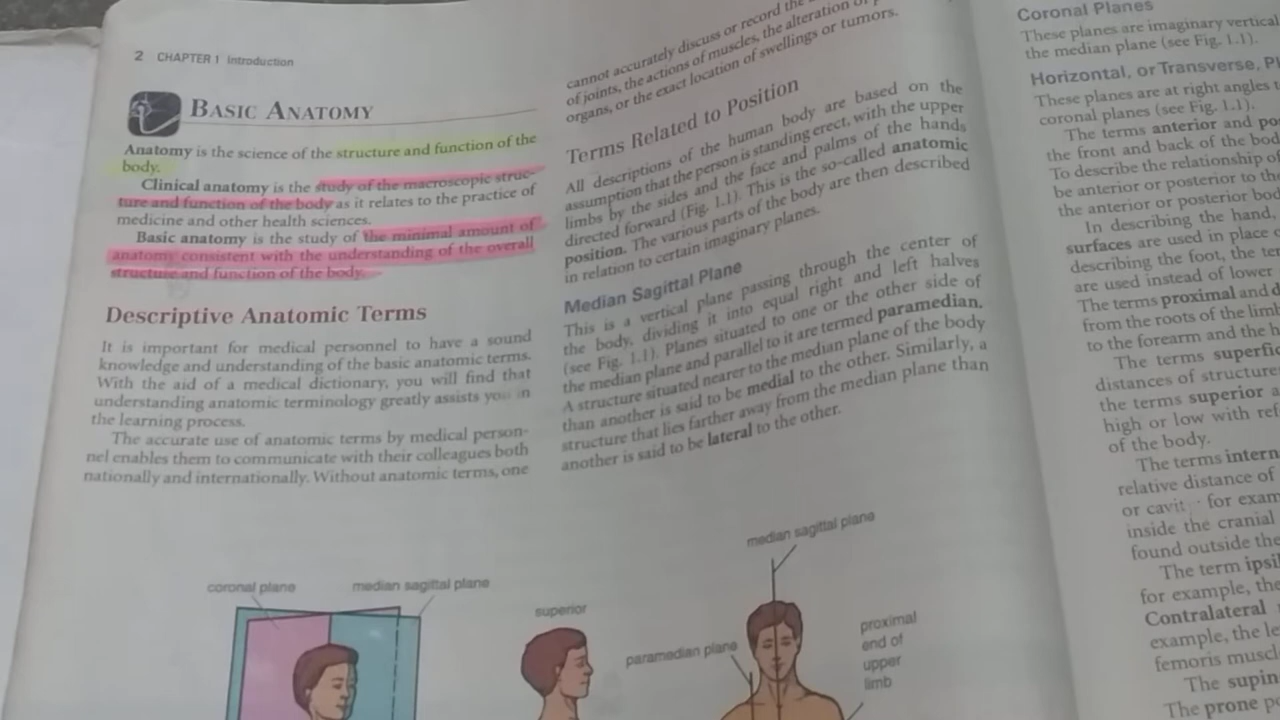 2 CHAPTER 1 Introduction
BASIC ANATOMY
Anatomy is the science of the structure and function of the
body.
Clinical anatomy is the study of the macroscopic struc-
ture and function of the body as it relates to the practice of
medicine and other health sciences.
Basic anatomy is the study of the minimal amount of
anatomy consistent with the understanding of the overall
structure and function of the body.
Descriptive Anatomic Terms
It is important for medical personnel to have a sound
knowledge and understanding of the basic anatomic terms.
With the aid of a medical dictionary, you will find that
understanding anatomic terminology greatly assists you in
the learning process.
The accurate use of anatomic terms by medical person-
nel enables them to communicate with their colleagues both
nationally and internationally. Without anatomic terms, one
cannot accurately discuss or record the
of joints, the actions of muscles, the alteration of
organs, or the exact location of swellings or tumors.
Terms Related to Position
All descriptions of the human body are based on the
assumption that the person is standing erect, with the upper
limbs by the sides and the face and palms of the hands
directed forward (Fig. 1.1). This is the so-called anatomic
position. The various parts of the body are then described
in relation to certain imaginary planes.
Median Sagittal Plane
This is a vertical plane passing through the center of
the body, dividing it into equal right and left halves
(see Fig. 1.1). Planes situated to one or the other side of
the median plane and parallel to it are termed paramedian.
A structure situated nearer to the median plane of the body
than another is said to be medial to the other. Similarly, a
structure that lies farther away from the median plane than
another is said to be lateral to the other.
coronal plane
median sagittal plane
superior
median sagittal plane
paramedian plane
proximal
end of
upper
limb
Coronal Planes
These planes are imaginary vertical
the median plane (see Fig. 1.1).
Horizontal, or Transverse,
These planes are at right angles
coronal planes (see Fig. 1.1).
The terms anterior and
the front and back of the
To describe the relationship of
be anterior or posterior to
the anterior or posterior
In describing the hand,
surfaces are used in place
describing the foot, the
are used instead of lower
The terms proximal and
from the roots of the
to the forearm and the
The terms
distances of
the terms superior
high or low with
of the body.
The terms
relative distance of
or for
inside the cranial
found outside the
The term
for example,
Contralateral
example, the
femoris
The
The prone